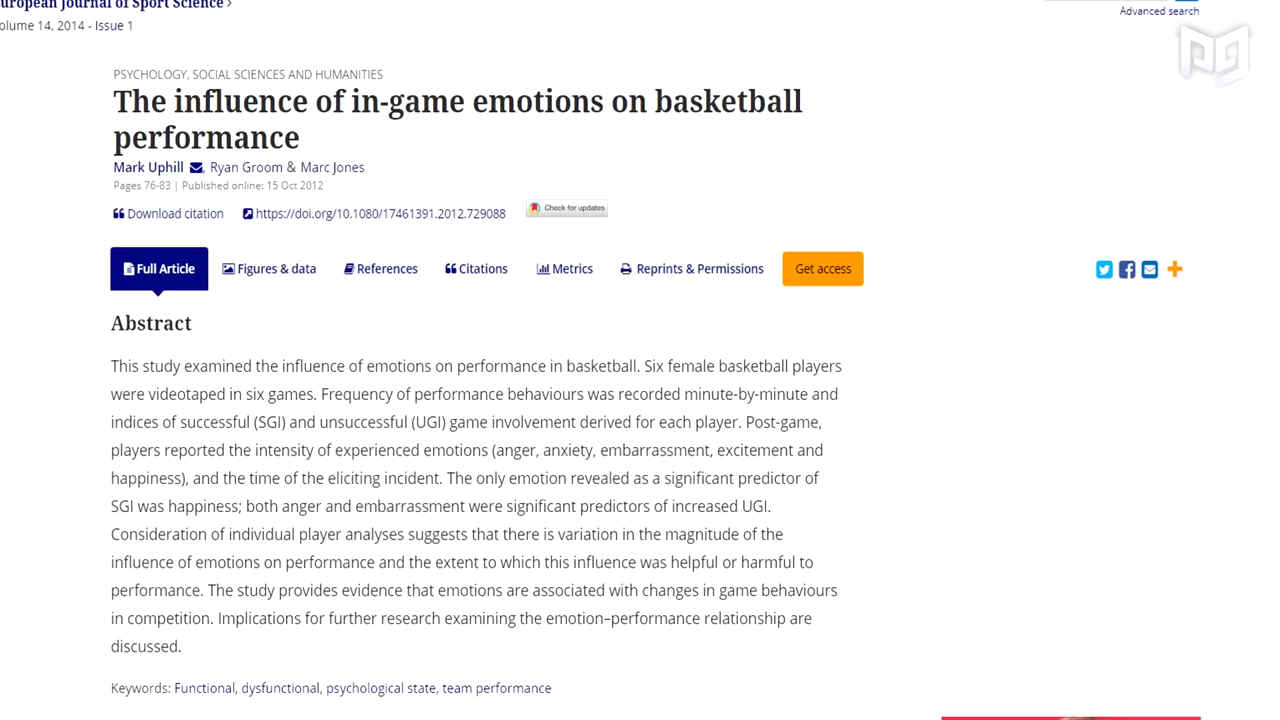 uropean Journal of Sport Science >
olume 14, 2014 - Issue 1
Advanced search
PG
PSYCHOLOGY, SOCIAL SCIENCES AND HUMANITIES
The influence of in-game emotions on basketball
performance
Mark Uphill, Ryan Groom & Marc Jones
Pages 76-83 | Published online: 15 Oct 2012
Download citation https://doi.org/10.1080/17461391.2012.729088 Check for updates
Full Article Figures & data References Citations Metrics Reprints & Permissions Get access
Abstract
This study examined the influence of emotions on performance in basketball. Six female basketball players
were videotaped in six games. Frequency of performance behaviours was recorded minute-by-minute and
indices of successful (SGI) and unsuccessful (UGI) game involvement derived for each player. Post-game,
players reported the intensity of experienced emotions (anger, anxiety, embarrassment, excitement and
happiness), and the time of the eliciting incident. The only emotion revealed as a significant predictor of
SGI was happiness; both anger and embarrassment were significant predictors of increased UGI.
Consideration of individual player analyses suggests that there is variation in the magnitude of the
influence of emotions on performance and the extent to which this influence was helpful or harmful to
performance. The study provides evidence that emotions are associated with changes in game behaviours
in competition. Implications for further research examining the emotion–performance relationship are
discussed.
Keywords: Functional, dysfunctional, psychological state, team performance